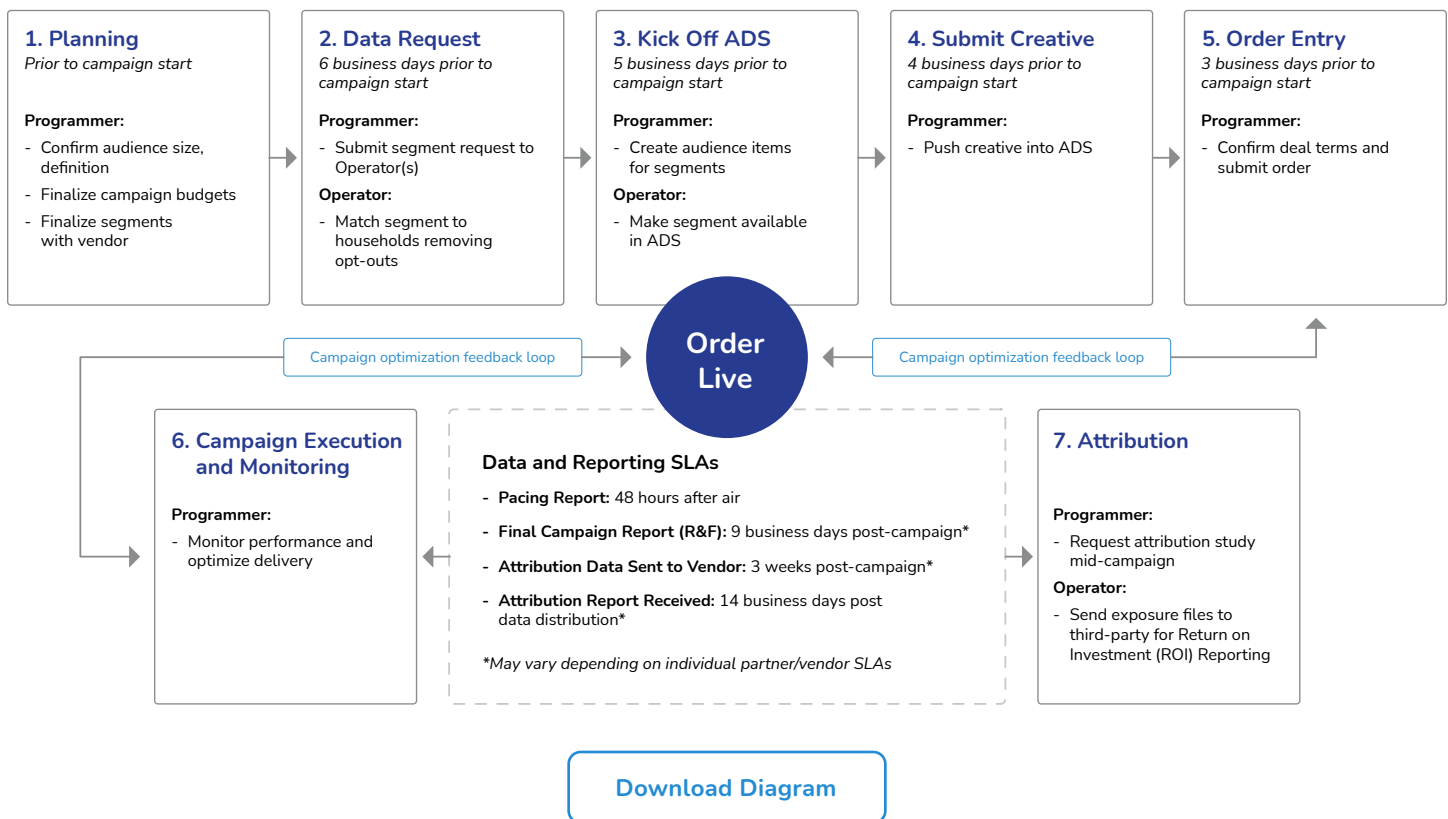 1. Planning
Prior to campaign start
Programmer:
- Confirm audience size,
definition
- Finalize campaign budgets
- Finalize segments
with vendor
2. Data Request
6 business days prior to
campaign start
Programmer:
- Submit segment request to
Operator(s)
Operator:
- Match segment to
households removing
opt-outs
3. Kick Off ADS
5 business days prior to
campaign start
Programmer:
- Create audience items
for segments
Operator:
- Make segment available
in ADS
4. Submit Creative
4 business days prior to
campaign start
Programmer:
- Push creative into ADS
5. Order Entry
3 business days prior to
campaign start
Programmer:
- Confirm deal terms and
submit order
Campaign optimization feedback loop
Order
Live
Campaign optimization feedback loop
6. Campaign Execution
and Monitoring
Programmer:
- Monitor performance and
optimize delivery
Data and Reporting SLAs
- Pacing Report: 48 hours after air
- Final Campaign Report (R&F): 9 business days post-campaign*
- Attribution Data Sent to Vendor: 3 weeks post-campaign*
- Attribution Report Received: 14 business days post
data distribution*
*May vary depending on individual partner/vendor SLAs
7. Attribution
Programmer:
- Request attribution study
mid-campaign
Operator:
- Send exposure files to
third-party for Return on
Investment (ROI) Reporting
Download Diagram